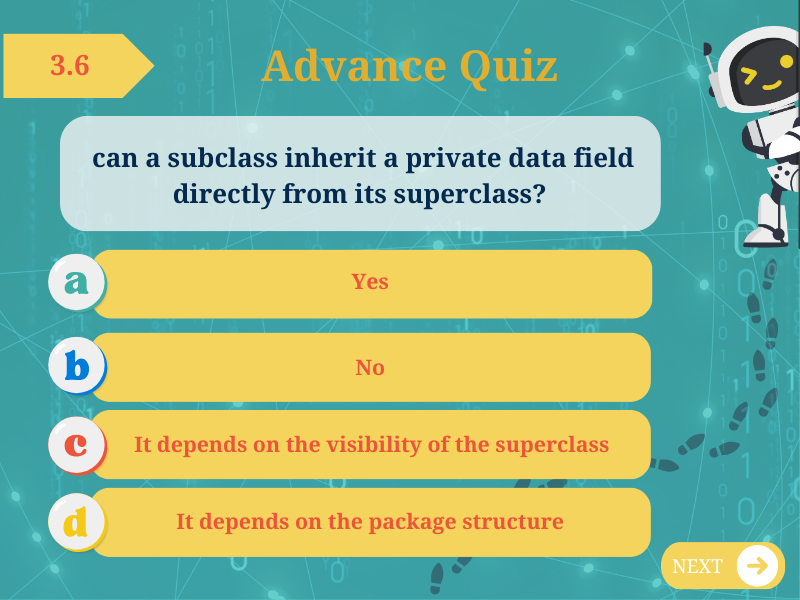 3.6
Advance Quiz
can a subclass inherit a private data field
directly from its superclass?
a
Yes
b
No
c
It depends on the visibility of the superclass
d
It depends on the package structure
NEXT